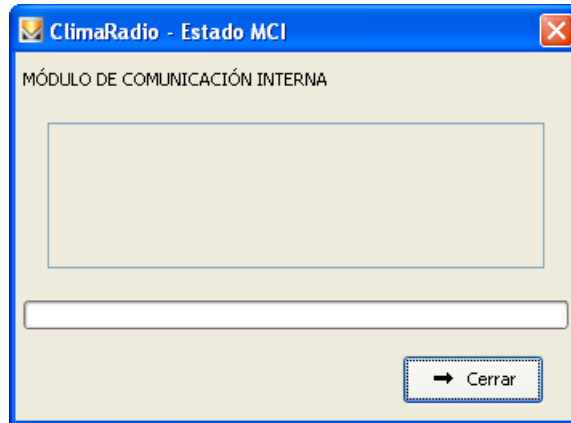 ClimaRadio - Estado MCI
MÓDULO DE COMUNICACIÓN INTERNA
Cerrar